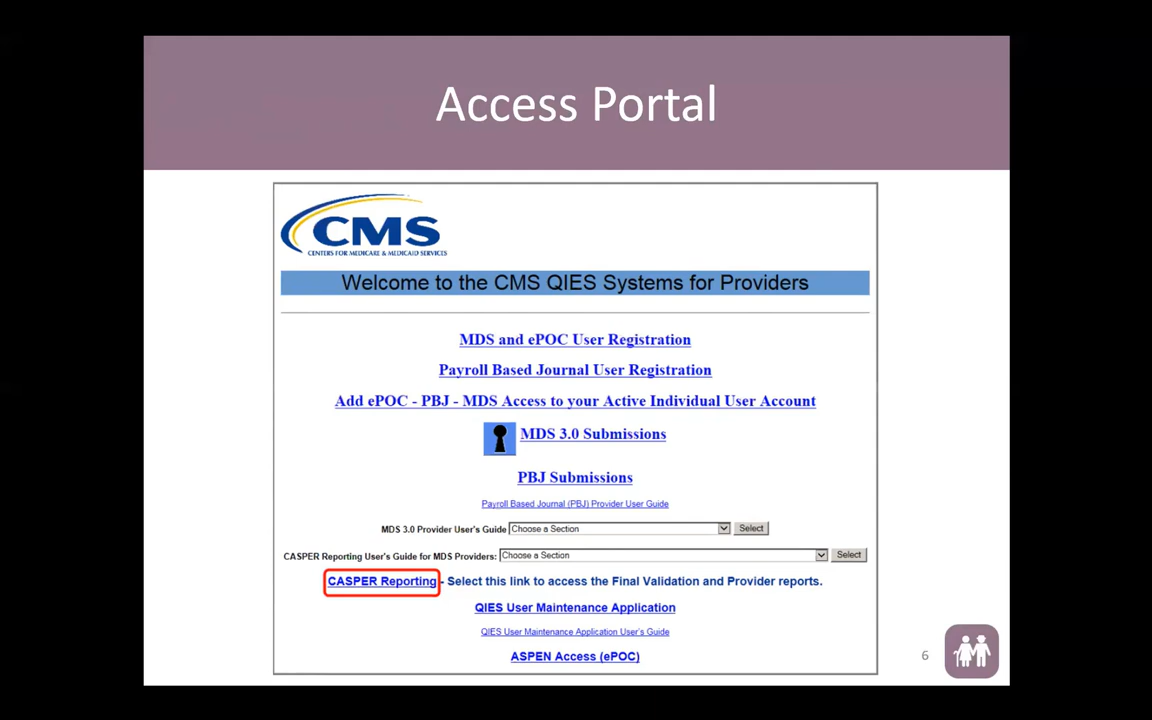 Access Portal
CMS
CENTERS FOR MEDICARE & MEDICAID SERVICES
Welcome to the CMS QIES Systems for Providers
MDS and ePOC User Registration
Payroll Based Journal User Registration
Add ePOC - PBJ - MDS Access to your Active Individual User Account
MDS 3.0 Submissions
PBJ Submissions
Payroll Based Journal (PBJ) Provider User Guide
MDS 3.0 Provider User's Guide Choose a Section Select
CASPER Reporting User's Guide for MDS Providers: Choose a Section Select
CASPER Reporting - Select this link to access the Final Validation and Provider reports.
QIES User Maintenance Application
QIES User Maintenance Application User's Guide
ASPEN Access (ePOC)
6